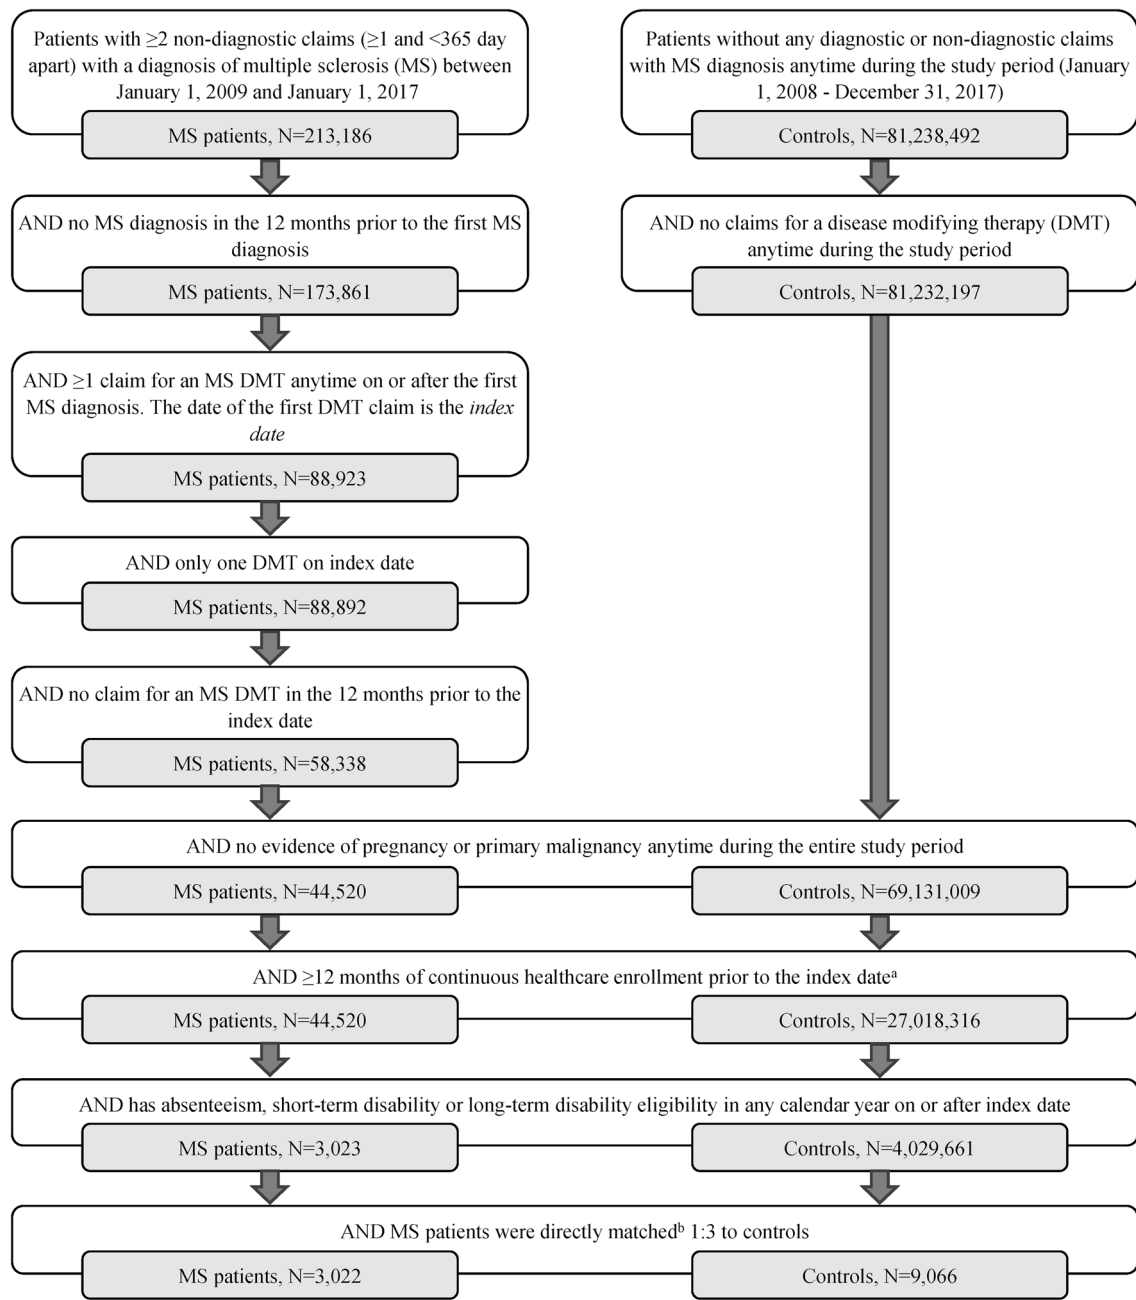 Patients with ≥2 non-diagnostic claims (≥1 and <365 day
apart) with a diagnosis of multiple sclerosis (MS) between
January 1, 2009 and January 1, 2017
MS patients, N=213,186
Patients without any diagnostic or non-diagnostic claims
with MS diagnosis anytime during the study period (January
1, 2008 - December 31, 2017)
Controls, N=81,238,492
AND no MS diagnosis in the 12 months prior to the first MS
diagnosis
MS patients, N=173,861
AND no claims for a disease modifying therapy (DMT)
anytime during the study period
Controls, N=81,232,197
AND ≥1 claim for an MS DMT anytime on or after the first
MS diagnosis. The date of the first DMT claim is the index
date
MS patients, N=88,923
AND only one DMT on index date
MS patients, N=88,892
AND no claim for an MS DMT in the 12 months prior to the
index date
MS patients, N=58,338
AND no evidence of pregnancy or primary malignancy anytime during the entire study period
MS patients, N=44,520
Controls, N=69,131,009
AND ≥12 months of continuous healthcare enrollment prior to the index dateᵃ
MS patients, N=44,520
Controls, N=27,018,316
AND has absenteeism, short-term disability or long-term disability eligibility in any calendar year on or after index date
MS patients, N=3,023
Controls, N=4,029,661
AND MS patients were directly matchedᵇ 1:3 to controls
MS patients, N=3,022
Controls, N=9,066